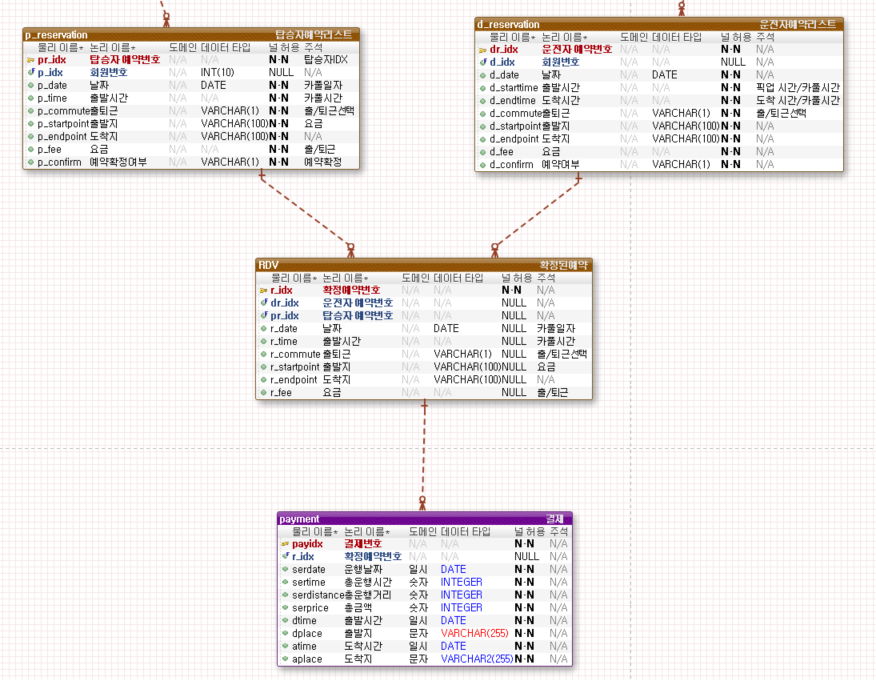 p_reservation 탑승자예약리스트
물리 이름* 논리 이름* 도메인 데이터 타입 널 허용 주석
pr_idx 탑승자 예약번호 N/A N/A N·N 탑승자IDX
p_idx 회원번호 N/A INT(10) NULL N/A
p_date 날짜 N/A DATE N·N 카풀일자
p_time 출발시간 N/A N/A N·N 카풀시간
p_commute 출퇴근 N/A VARCHAR(1) N·N 출/퇴근선택
p_startpoint 출발지 N/A VARCHAR(100) N·N 요금
p_endpoint 도착지 N/A VARCHAR(100) N·N N/A
p_fee 요금 N/A N/A N·N 출/퇴근
p_confirm 예약확정여부 N/A VARCHAR(1) N·N 예약확정
d_reservation 운전자예약리스트
물리 이름* 논리 이름* 도메인 데이터 타입 널 허용 주석
dr_idx 운전자 예약번호 N/A N/A N·N N/A
d_idx 회원번호 N/A N/A NULL N/A
d_date 날짜 N/A DATE N·N N/A
d_starttime 출발시간 N/A N/A N·N 픽업 시간/카풀시간
d_endtime 도착시간 N/A N/A N·N 도착 시간/카풀시간
d_commute 출퇴근 N/A VARCHAR(1) N·N 출/퇴근선택
d_startpoint 출발지 N/A VARCHAR(100) N·N N/A
d_endpoint 도착지 N/A VARCHAR(100) N·N N/A
d_fee 요금 N/A N/A N·N N/A
d_confirm 예약여부 N/A VARCHAR(1) N·N N/A
RDV 확정된예약
물리 이름* 논리 이름* 도메인 데이터 타입 널 허용 주석
r_idx 확정예약번호 N/A N/A N·N N/A
dr_idx 운전자 예약번호 N/A N/A NULL N/A
pr_idx 탑승자 예약번호 N/A N/A NULL N/A
r_date 날짜 N/A DATE NULL 카풀일자
r_time 출발시간 N/A N/A NULL 카풀시간
r_commute 출퇴근 N/A VARCHAR(1) NULL 출/퇴근선택
r_startpoint 출발지 N/A VARCHAR(100) NULL 요금
r_endpoint 도착지 N/A VARCHAR(100) NULL N/A
r_fee 요금 N/A N/A NULL 출/퇴근
payment 결제
물리 이름* 논리 이름* 도메인 데이터 타입 널 허용 주석
payidx 결제번호 N/A N/A N·N N/A
r_idx 확정예약번호 N/A N/A NULL N/A
serdate 운행날짜 일시 DATE N·N N/A
sertime 총운행시간 숫자 INTEGER N·N N/A
serdistance 총운행거리 숫자 INTEGER N·N N/A
serprice 총금액 숫자 INTEGER N·N N/A
dtime 출발시간 일시 DATE N·N N/A
dplace 출발지 문자 VARCHAR(255) N·N N/A
atime 도착시간 일시 DATE N·N N/A
aplace 도착지 문자 VARCHAR2(255) N·N N/A